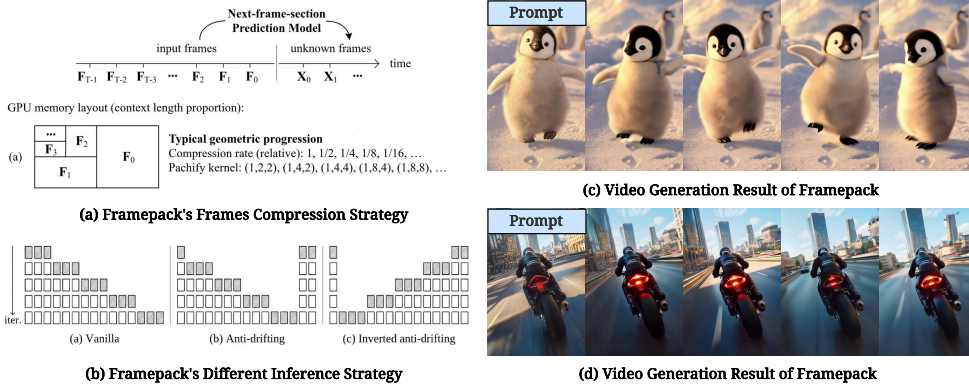 Next-frame-section
Prediction Model
input frames
unknown frames
time
F_T-1 F_T-2 F_T-3 ... F_2 F_1 F_0 X_0 X_1 ...
GPU memory layout (context length proportion):
(a)
...
F_3
F_2
F_1
F_0
Typical geometric progression
Compression rate (relative): 1, 1/2, 1/4, 1/8, 1/16, ...
Pachify kernel: (1,2,2), (1,4,2), (1,4,4), (1,8,4), (1,8,8), ...
(a) Framepack's Frames Compression Strategy
iter.
(a) Vanilla
(b) Anti-drifting
(c) Inverted anti-drifting
(b) Framepack's Different Inference Strategy
Prompt
(c) Video Generation Result of Framepack
Prompt
(d) Video Generation Result of Framepack